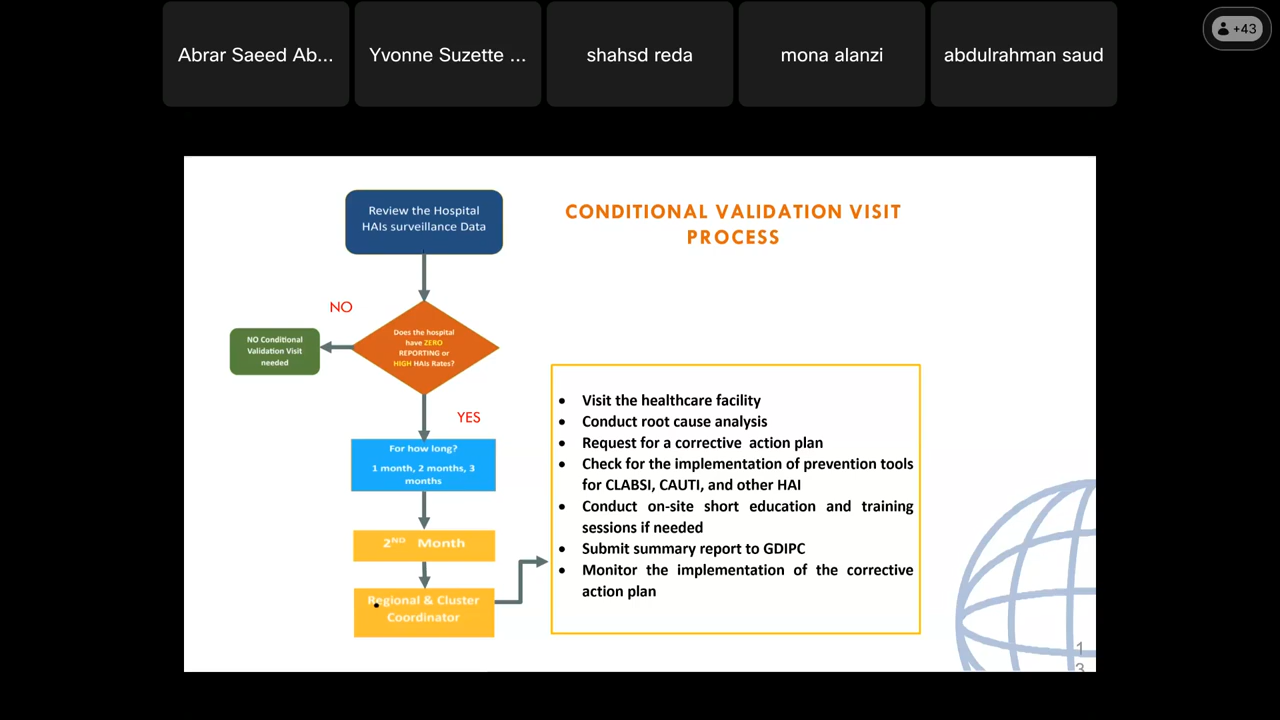 Abrar Saeed Ab...
Yvonne Suzette ...
shahsd reda
mona alanzi
abdulrahman saud
+43
CONDITIONAL VALIDATION VISIT
PROCESS
Review the Hospital
HAIs surveillance Data
NO
Does the hospital
have ZERO
REPORTING or
HIGH HAIs Rates?
NO Conditional
Validation Visit
needed
YES
For how long?
1 month, 2 months, 3
months
2ND Month
Regional & Cluster
Coordinator
• Visit the healthcare facility
• Conduct root cause analysis
• Request for a corrective action plan
• Check for the implementation of prevention tools
for CLABSI, CAUTI, and other HAI
• Conduct on-site short education and training
sessions if needed
• Submit summary report to GDIPC
• Monitor the implementation of the corrective
action plan
1
3